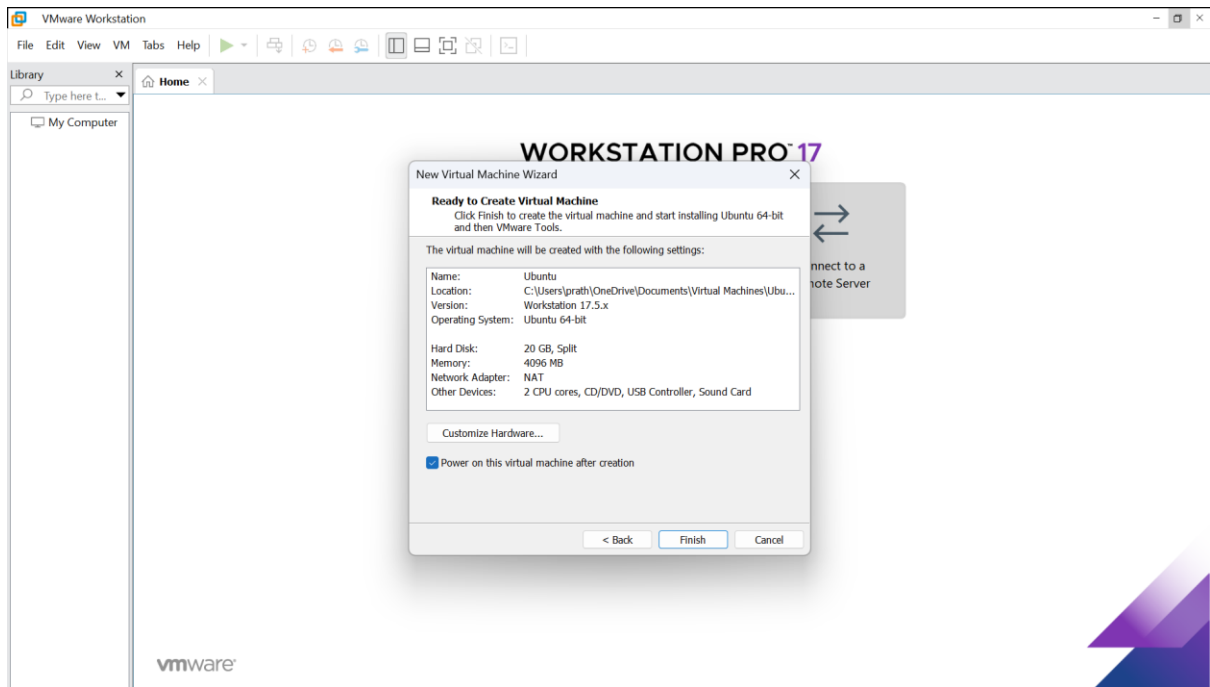 VMware Workstation
File Edit View VM Tabs Help
Library
Home
Type here t...
My Computer
WORKSTATION PRO™ 17
New Virtual Machine Wizard
Ready to Create Virtual Machine
Click Finish to create the virtual machine and start installing Ubuntu 64-bit
and then VMware Tools.
The virtual machine will be created with the following settings:
Name: Ubuntu
Location: C:\Users\prath\OneDrive\Documents\Virtual Machines\Ubu...
Version: Workstation 17.5.x
Operating System: Ubuntu 64-bit
Hard Disk: 20 GB, Split
Memory: 4096 MB
Network Adapter: NAT
Other Devices: 2 CPU cores, CD/DVD, USB Controller, Sound Card
Customize Hardware...
Power on this virtual machine after creation
< Back Finish Cancel
nnect to a
note Server
vmware